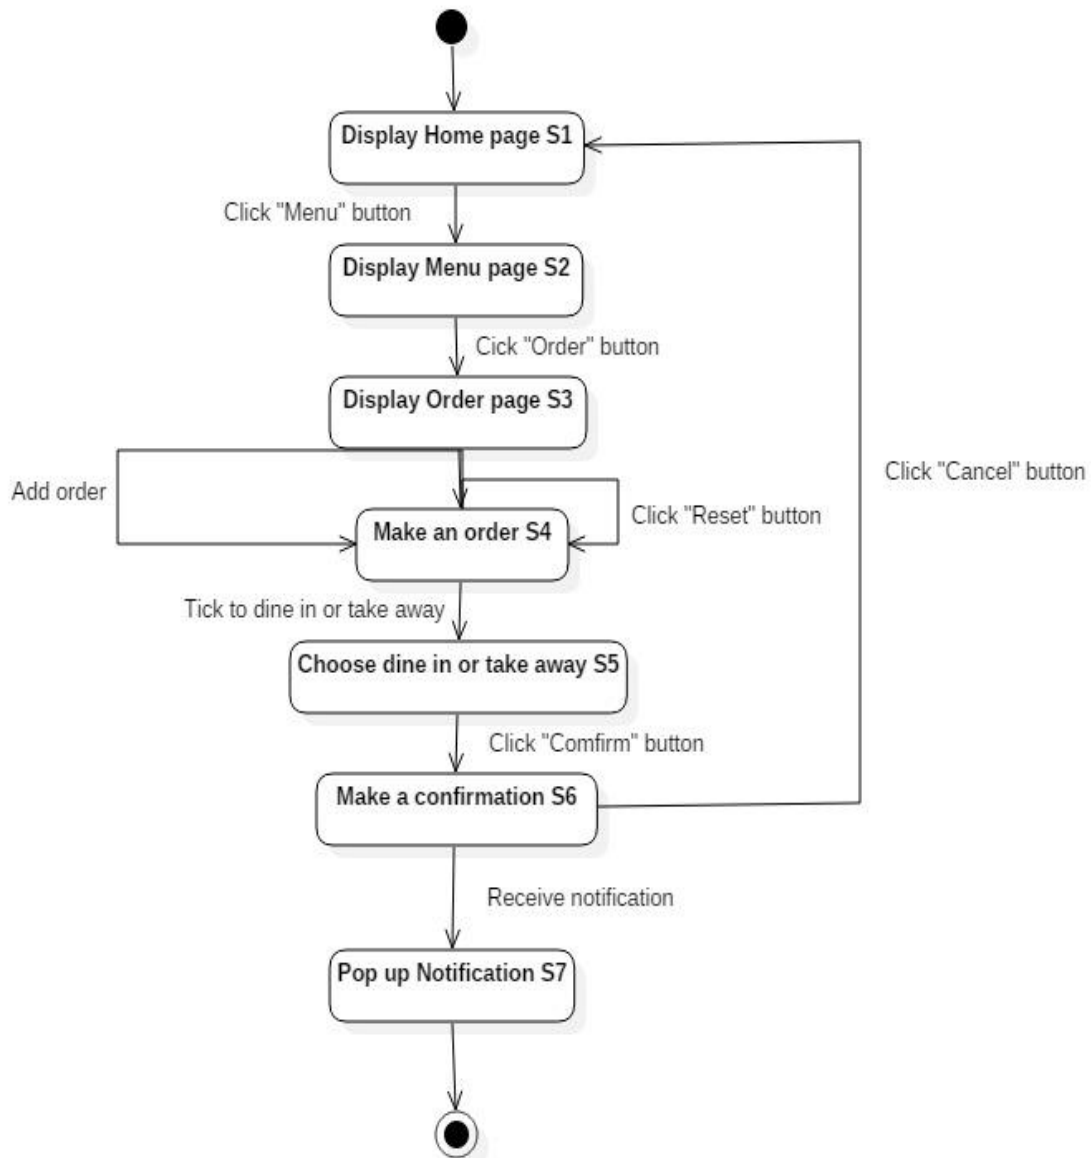 Display Home page S1
Click "Menu" button
Display Menu page S2
Cick "Order" button
Display Order page S3
Add order
Click "Cancel" button
Make an order S4
Click "Reset" button
Tick to dine in or take away
Choose dine in or take away S5
Click "Comfirm" button
Make a confirmation S6
Receive notification
Pop up Notification S7